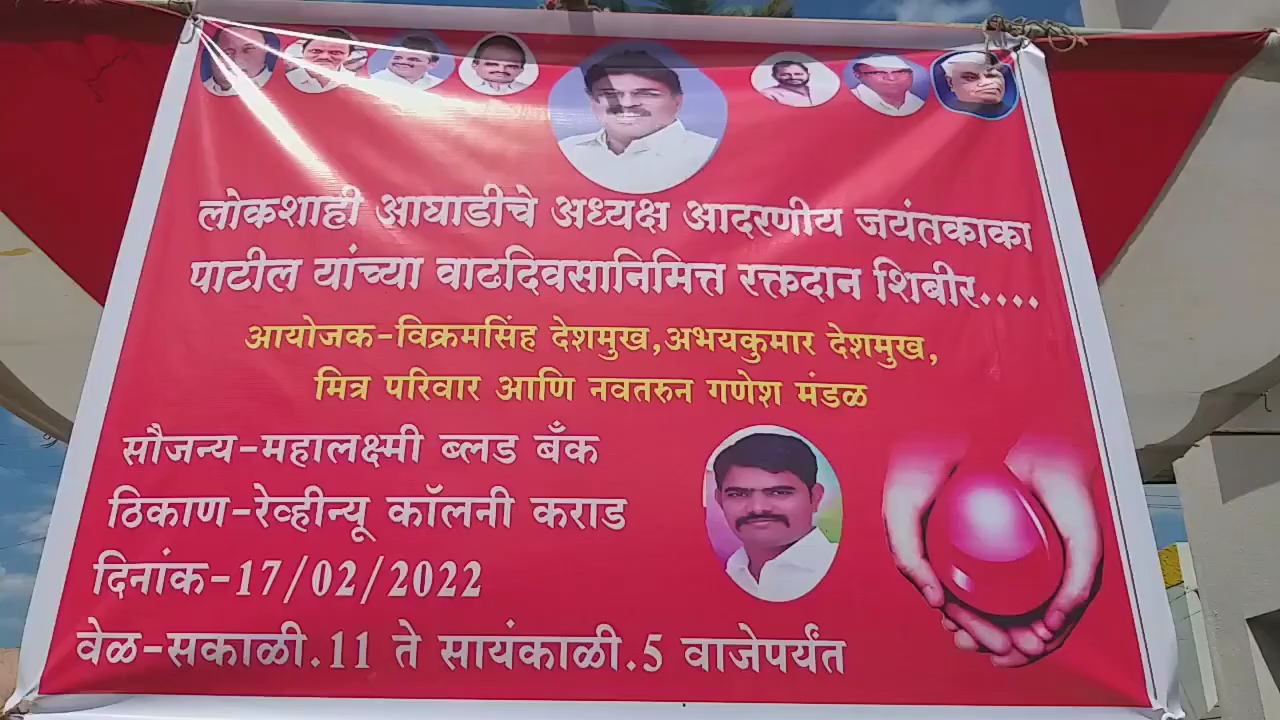 लोकशाही आघाडीचे अध्यक्ष आदरणीय जयंतकाका
पाटील यांच्या वाढदिवसानिमित्त रक्तदान शिबीर....
आयोजक-विक्रमसिंह देशमुख,अभयकुमार देशमुख,
मित्र परिवार आणि नवतरुन गणेश मंडळ
सौजन्य-महालक्ष्मी ब्लड बँक
ठिकाण-रेव्हीन्यू कॉलनी कराड
दिनांक-17/02/2022
वेळ-सकाळी.11 ते सायंकाळी.5 वाजेपर्यंत